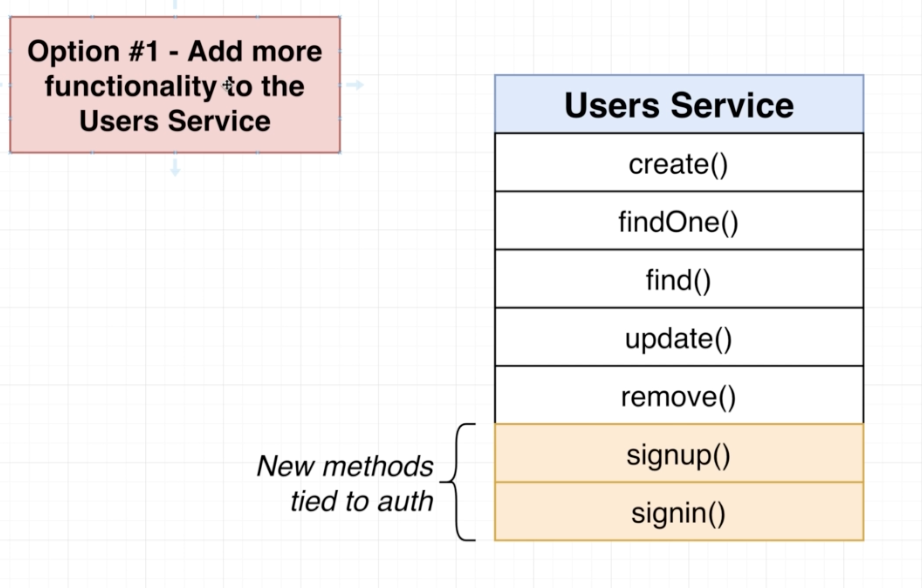 Option #1 - Add more
functionality to the
Users Service
Users Service
create()
findOne()
find()
update()
remove()
signup()
signin()
New methods
tied to auth